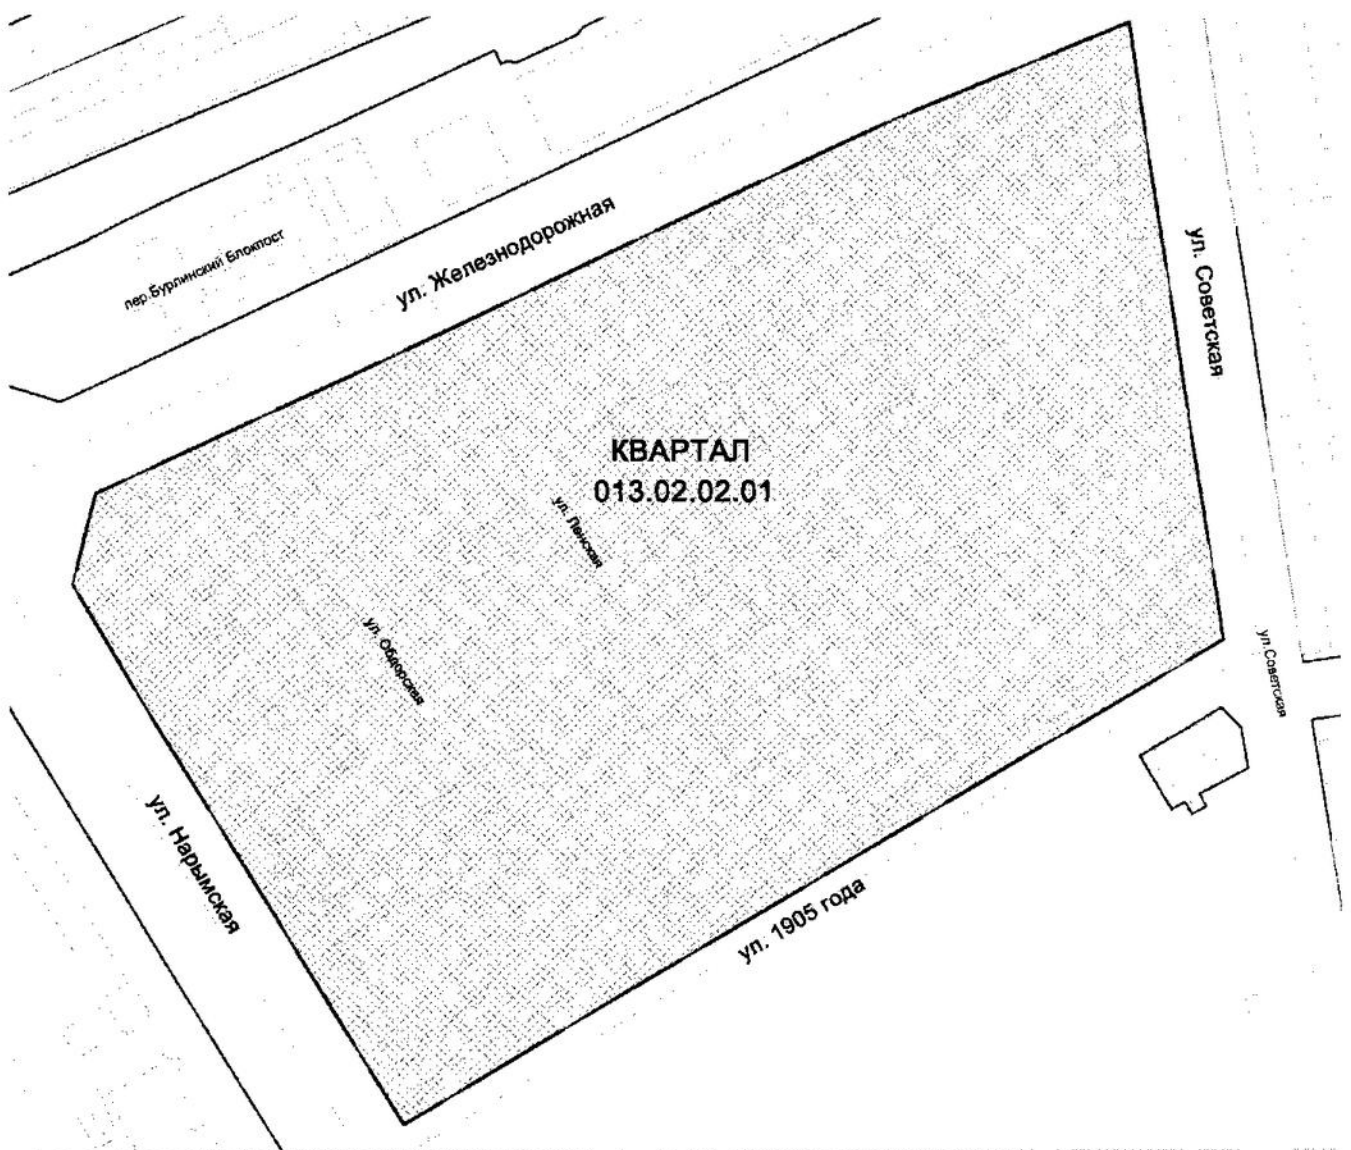 пер.Бурлинский Блокпост
ул. Железнодорожная
ул. Советская
КВАРТАЛ
013.02.02.01
ул. Ленская
ул. Обдорская
ул.Советская
ул. Нарымская
ул. 1905 года